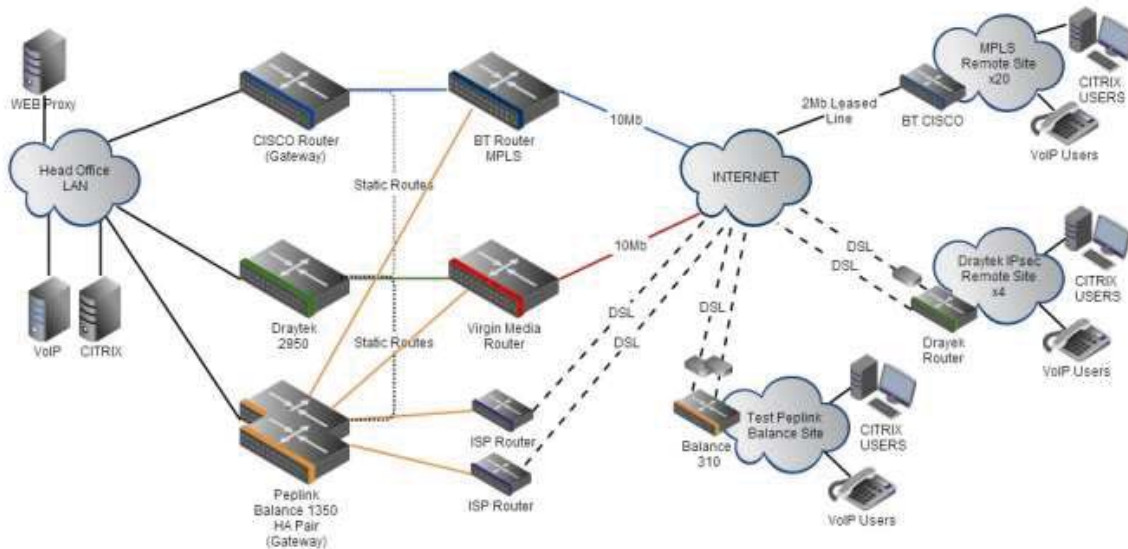 WEB Proxy
Head Office
LAN
VoIP
CITRIX
CISCO Router
(Gateway)
BT Router
MPLS
Static Routes
10Mb
Draytek
2950
Virgin Media
Router
Static Routes
10Mb
Peplink
Balance 1350
HA Pair
(Gateway)
ISP Router
ISP Router
DSL
DSL
INTERNET
2Mb Leased
Line
BT CISCO
MPLS
Remote Site
x20
CITRIX
USERS
VoIP Users
DSL
DSL
Drayek
Router
Draytek IPsec
Remote Site
x4
CITRIX
USERS
VoIP Users
DSL
Balance
310
Test Peplink
Balance Site
CITRIX
USERS
VoIP Users